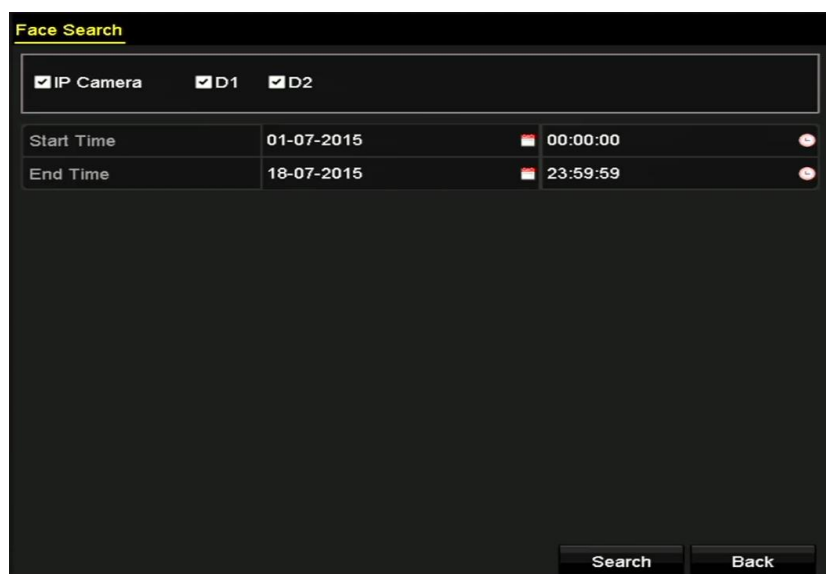 Face Search
IP Camera D1 D2
Start Time 01-07-2015 00:00:00
End Time 18-07-2015 23:59:59
Search Back